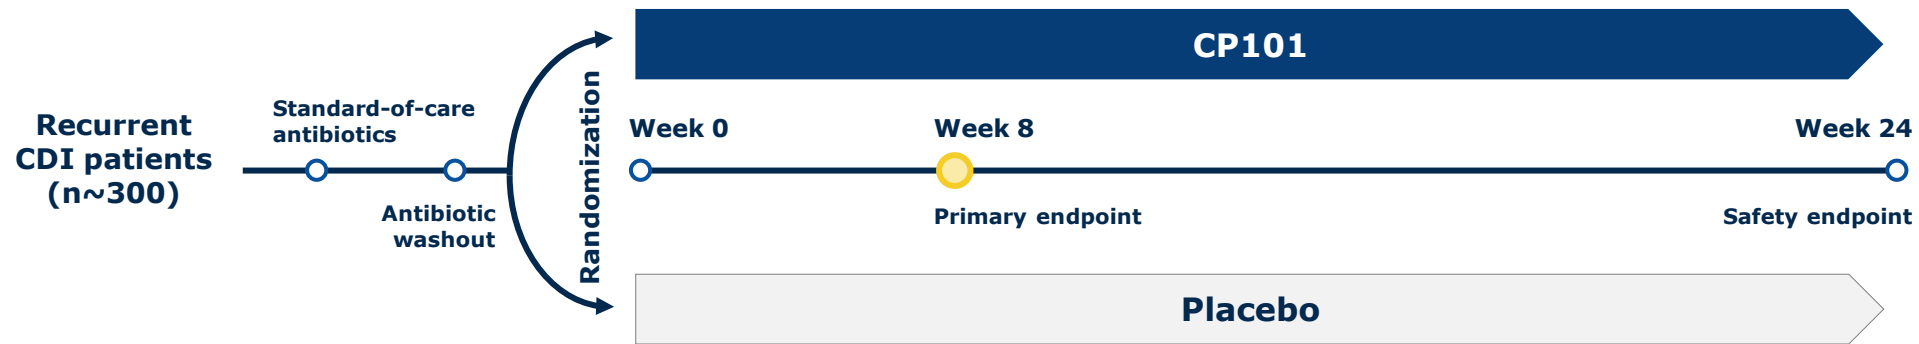 Recurrent
CDI patients
(n~300)
Standard-of-care
antibiotics
Antibiotic
washout
Randomization
CP101
Week 0
Week 8
Week 24
Primary endpoint
Safety endpoint
Placebo